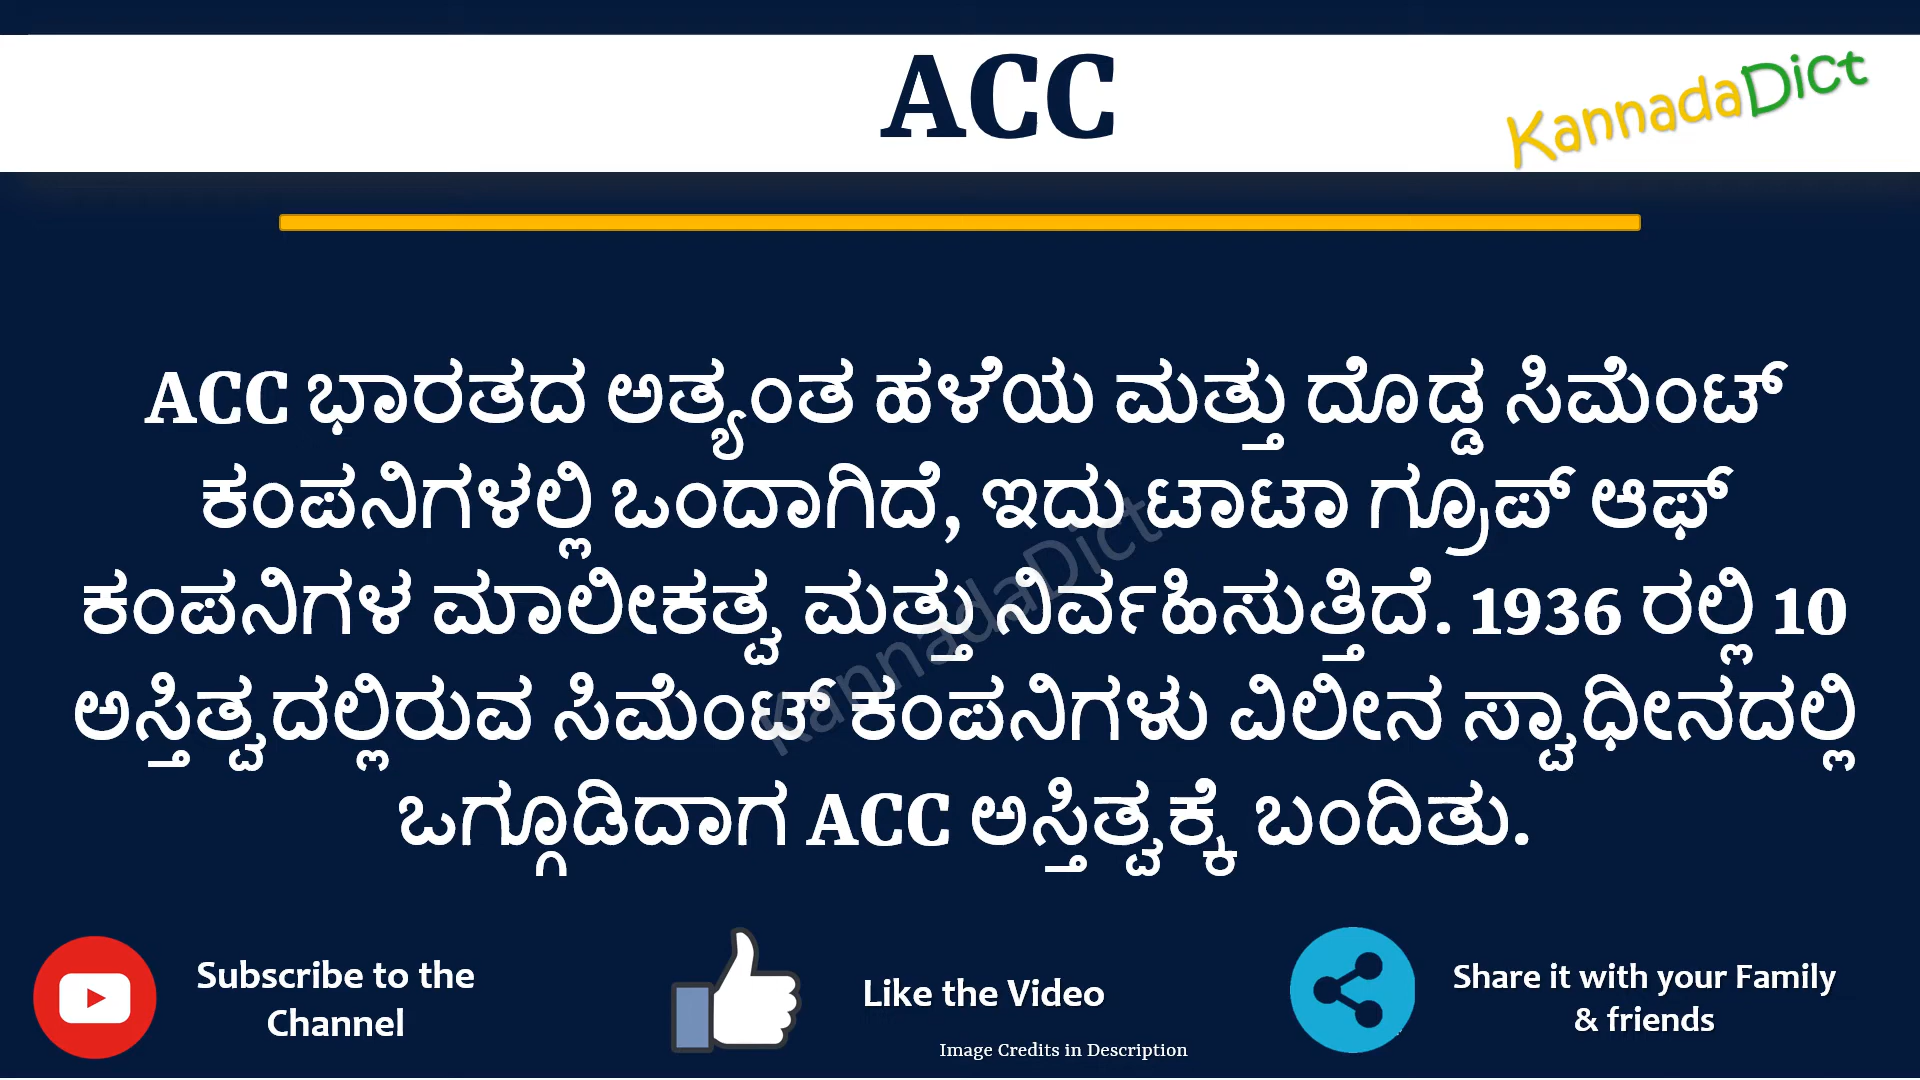 ACC
KannadaDict
ACC ಭಾರತದ ಅತ್ಯಂತ ಹಳೆಯ ಮತ್ತು ದೊಡ್ಡ ಸಿಮೆಂಟ್
ಕಂಪನಿಗಳಲ್ಲಿ ಒಂದಾಗಿದೆ, ಇದು ಟಾಟಾ ಗ್ರೂಪ್ ಆಫ್
ಕಂಪನಿಗಳ ಮಾಲೀಕತ್ವ ಮತ್ತು ನಿರ್ವಹಿಸುತ್ತಿದೆ. 1936 ರಲ್ಲಿ 10
ಅಸ್ತಿತ್ವದಲ್ಲಿರುವ ಸಿಮೆಂಟ್ ಕಂಪನಿಗಳು ವಿಲೀನ ಸ್ವಾಧೀನದಲ್ಲಿ
ಒಗ್ಗೂಡಿದಾಗ ACC ಅಸ್ತಿತ್ವಕ್ಕೆ ಬಂದಿತು.
KannadaDict
Subscribe to the
Channel
Like the Video
Share it with your Family
& friends
Image Credits in Description